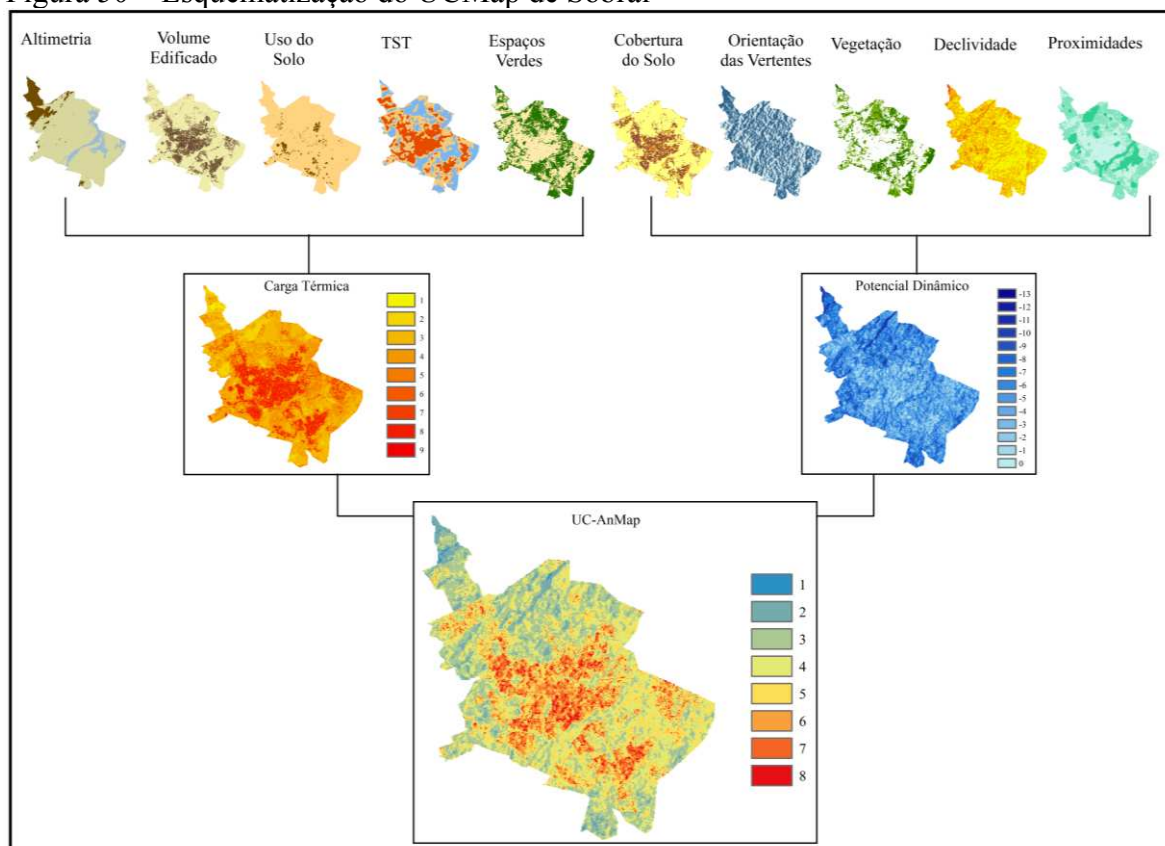 Figura 50 – Esquematização do UCMap de Sobral
Altimetria
Volume
Edificado
Uso do
Solo
TST
Espaços
Verdes
Cobertura
do Solo
Orientação
das Vertentes
Vegetação
Declividade
Proximidades
Carga Térmica
1
2
3
4
5
6
7
8
9
Potencial Dinâmico
-13
-12
-11
-10
-9
-8
-7
-6
-5
-4
-3
-2
-1
0
UC-AnMap
1
2
3
4
5
6
7
8